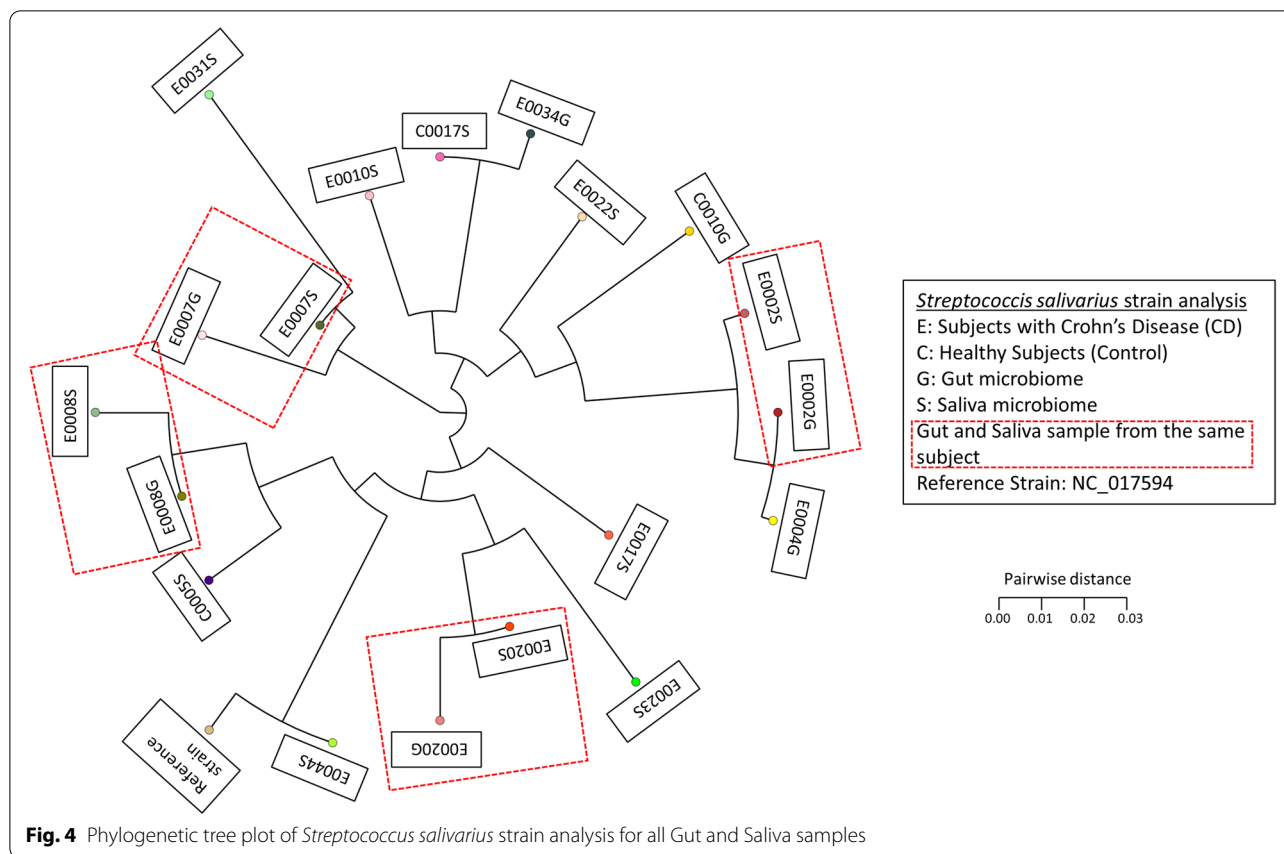 E0031S
E0034G
C0017S
E0010S
E0022S
C0010G
E0002S
E0007S
E0007G
E0002G
E0008S
E0008G
E0004G
E0017S
C0005S
E0020S
E0023S
E0020G
E0044S
Reference
strain
Streptococcis salivarius strain analysis
E: Subjects with Crohn's Disease (CD)
C: Healthy Subjects (Control)
G: Gut microbiome
S: Saliva microbiome
Gut and Saliva sample from the same
subject
Reference Strain: NC_017594
Pairwise distance
0.00 0.01 0.02 0.03
Fig. 4 Phylogenetic tree plot of Streptococcus salivarius strain analysis for all Gut and Saliva samples